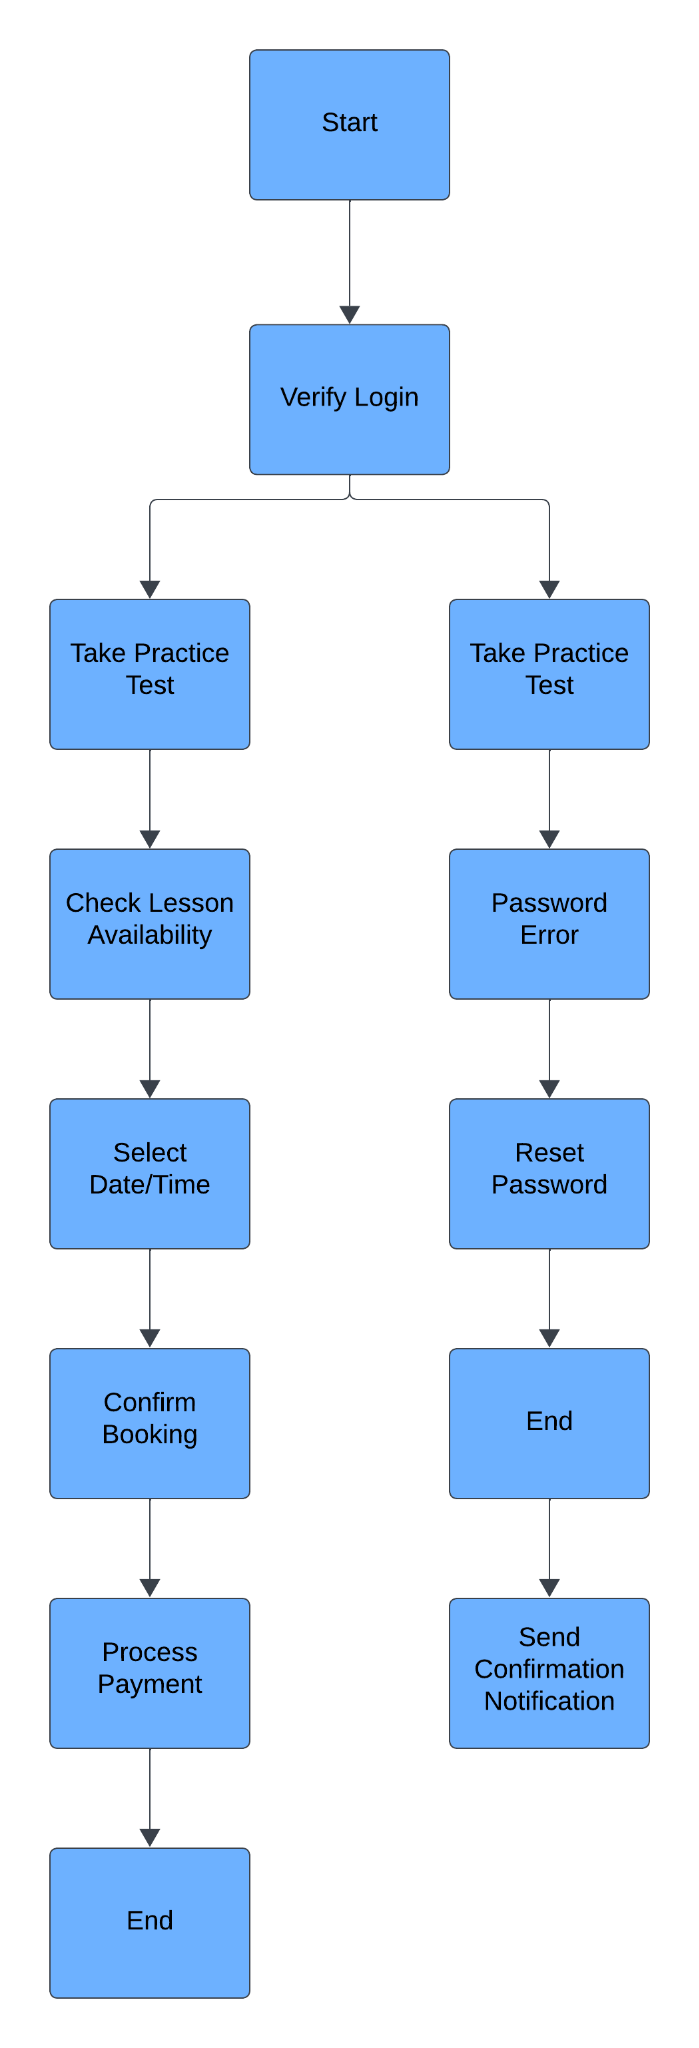 Start
Verify Login
Take Practice
Test
Take Practice
Test
Check Lesson
Availability
Password
Error
Select
Date/Time
Reset
Password
Confirm
Booking
End
Process
Payment
Send
Confirmation
Notification
End